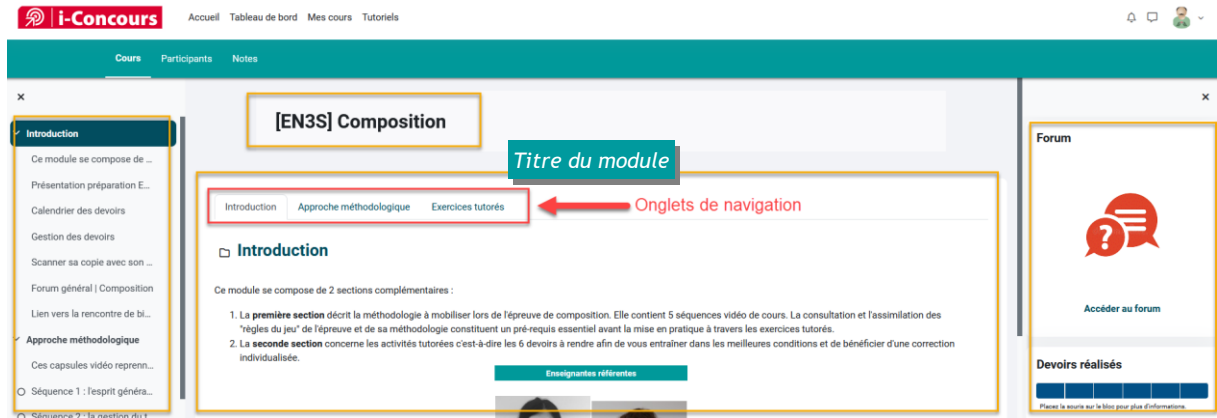 i-Concours
Accueil Tableau de bord Mes cours Tutoriels
Cours Participants Notes
[EN3S] Composition
Titre du module
Introduction
Ce module se compose de ...
Présentation préparation E...
Calendrier des devoirs
Gestion des devoirs
Scanner sa copie avec son ...
Forum général | Composition
Lien vers la rencontre de bi...
Approche méthodologique
Ces capsules vidéo reprenn...
Séquence 1 : l'esprit généra...
Séquence 2 : la gestion du t...
Introduction Approche méthodologique Exercices tutorés
Onglets de navigation
Introduction
Ce module se compose de 2 sections complémentaires :
1. La première section décrit la méthodologie à mobiliser lors de l'épreuve de composition. Elle contient 5 séquences vidéo de cours. La consultation et l'assimilation des
"règles du jeu" de l'épreuve et de sa méthodologie constituent un pré-requis essentiel avant la mise en pratique à travers les exercices tutorés.
2. La seconde section concerne les activités tutorées c'est-à-dire les 6 devoirs à rendre afin de vous entraîner dans les meilleures conditions et de bénéficier d'une correction
individualisée.
Enseignantes référentes
Forum
Accéder au forum
Devoirs réalisés
Placez la souris sur le bloc pour plus d'informations.